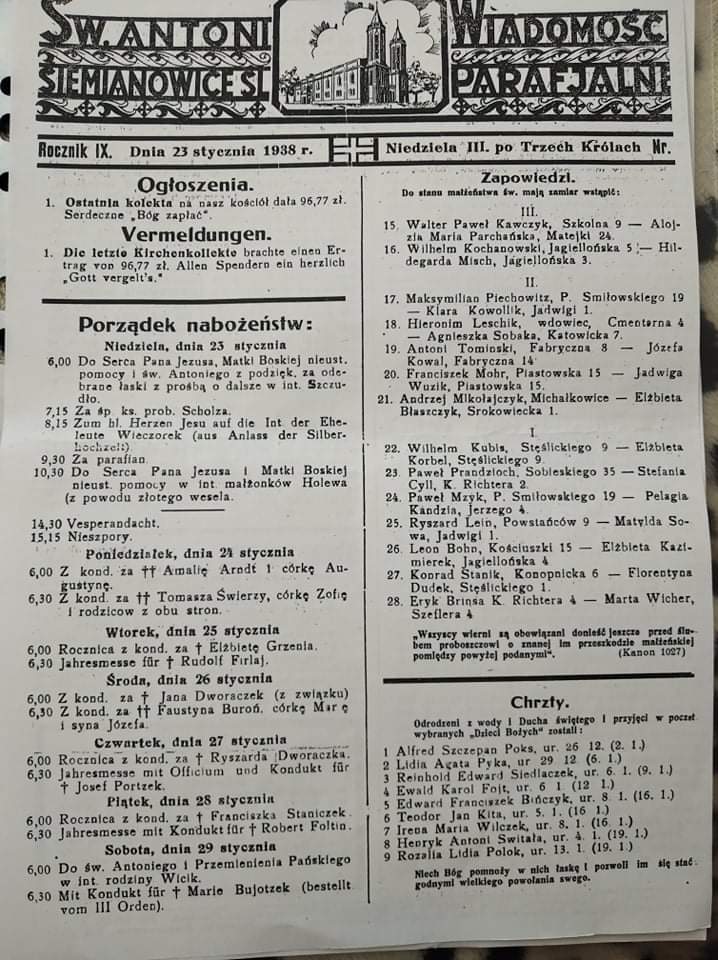 ŚW. ANTONI
SIEMIANOWICE ŚL.
WIADOMOŚC
PARAFJALN
Rocznik IX. Dnia 23 stycznia 1938 r. Niedziela III. po Trzech Królach Nr.
Ogłoszenia.
1. Ostatnia kolekta na nasz kościół dała 96,77 zł.
Serdeczne „Bóg zapłać".
Vermeldungen.
1. Die letzte Kirchenkollekte brachte einen Er-
trag von 96,77 zł. Allen Spendern ein herzlich
„Gott vergelt's."
Porządek nabożeństw:
Niedziela, dnia 23 stycznia
6,00 Do Serca Pana Jezusa, Matki Boskiej nieust.
pomocy i św. Antoniego z podzięk. za ode-
brane łaski z prośbą o dalsze w int. Szczu-
dło.
7,15 Za śp. ks. prob. Scholza.
8,15 Zum hl. Herzen Jesu auf die Int. der Ehe-
leute Wieczorek (aus Anlass der Silber-
hochzeit).
9,30 Za parafian.
10,30 Do Serca Pana Jezusa i Matki Boskiej
nieust. pomocy w int. małżonków Holewa
(z powodu złotego wesela.
14,30 Vesperandacht.
15,15 Nieszpory.
Poniedziałek, dnia 24 stycznia
6,00 Z kond. za †† Amalię Arndt i córkę Au-
gustynę.
6,30 Z kond. za †† Tomasza Świerzy, córkę Zofię
i rodzicow z obu stron.
Wtorek, dnia 25 stycznia
6,00 Rocznica z kond. za † Elżbietę Grzenia.
6,30 Jahresmesse für † Rudolf Firlaj.
Środa, dnia 26 stycznia
6,00 Z kond. za † Jana Dworaczek (z związku)
6,30 Z kond. za †† Faustyna Buroń, córkę Mar ę
i syna Józefa.
Czwartek, dnia 27 stycznia
6,00 Rocznica z kond. za † Ryszarda Dworaczka.
6,30 Jahresmesse mit Officium und Kondukt für
† Josef Portzek.
Piątek, dnia 28 stycznia
6,00 Rocznica z kond. za † Franciszka Staniczek.
6,30 Jahresmesse mit Kondukt für † Robert Foltin.
Sobota, dnia 29 stycznia
6,00 Do św. Antoniego i Przemienienia Pańskiego
w int. rodziny Wicik.
6,30 Mit Kondukt für † Marie Bujotzek (bestellt
vom III Orden).
Zapowiedzi.
Do stanu małżeństwa św. mają zamiar wstąpić:
III.
15. Walter Paweł Kawczyk, Szkolna 9 — Aloj-
zia Maria Parchańska, Matejki 24.
16. Wilhelm Kochanowski, Jagiellońska 5 — Hil-
degarda Misch, Jagiellońska 3.
II.
17. Maksymilian Piechowitz, P. Śmiłowskiego 19
— Klara Kowollik, Jadwigi 1.
18. Hieronim Leschik, wdowiec, Cmentarna 4
— Agnieszka Sobaka, Katowicka 7.
19. Antoni Tominski, Fabryczna 8 — Józefa
Kowal, Fabryczna 14
20. Franciszek Mohr, Piastowska 15 — Jadwiga
Wuzik, Piastowska 15.
21. Andrzej Mikołajczyk, Michałkowice — Elżbieta
Błaszczyk, Srokowiecka 1.
I
22. Wilhelm Kubis, Stęślickiego 9 — Elżbieta
Korbel, Stęślickiego 9
23. Paweł Prandzioch, Sobieskiego 35 — Stefania
Cyll, K. Richtera 2.
24. Paweł Mzyk, P. Śmiłowskiego 19 — Pelagia
Kandzia, Jerzego 4.
25. Ryszard Lein, Powstańców 9 — Matylda So-
wa, Jadwigi 1.
26. Leon Bohn, Kościuszki 15 — Elżbieta Kazi-
mierek, Jagiellońska 4
27. Konrad Stanik, Konopnicka 6 — Florentyna
Dudek, Stęślickiego 1.
28. Eryk Brinsa K. Richtera 4 — Marta Wicher,
Szeflera 4
„Wszyscy wierni są obowiązani donieść jeszcze przed ślu-
bem proboszczowi o znanej im przeszkodzie małżeńskiej
pomiędzy powyżej podanymi". (Kanon 1027)
Chrzty.
Odrodzeni z wody i Ducha świętego i przyjęci w poczet
wybranych „Dzieci Bożych" zostali:
1 Alfred Szczepan Poks, ur. 26 12. (2. 1.)
2 Lidia Agata Pyka, ur 29 12 (6. 1.)
3 Reinhold Edward Siedlaczek, ur. 6. 1. (9. 1.)
4 Ewald Karol Fojt, ur. 6 1 (12 1.)
5 Edward Franciszek Bińczyk, ur. 8 1. (16. 1.)
6 Teodor Jan Kita, ur. 5. 1. (16 1.)
7 Irena Maria Wilczek, ur. 8. 1. (16. 1.)
8 Henryk Antoni Switała, ur. 4. 1. (19. 1.)
9 Rozalia Lidia Polok, ur. 13. 1. (19. 1.)
Niech Bóg pomnoży w nich łaskę i pozwoli im się stać
godnymi wielkiego powołania swego.